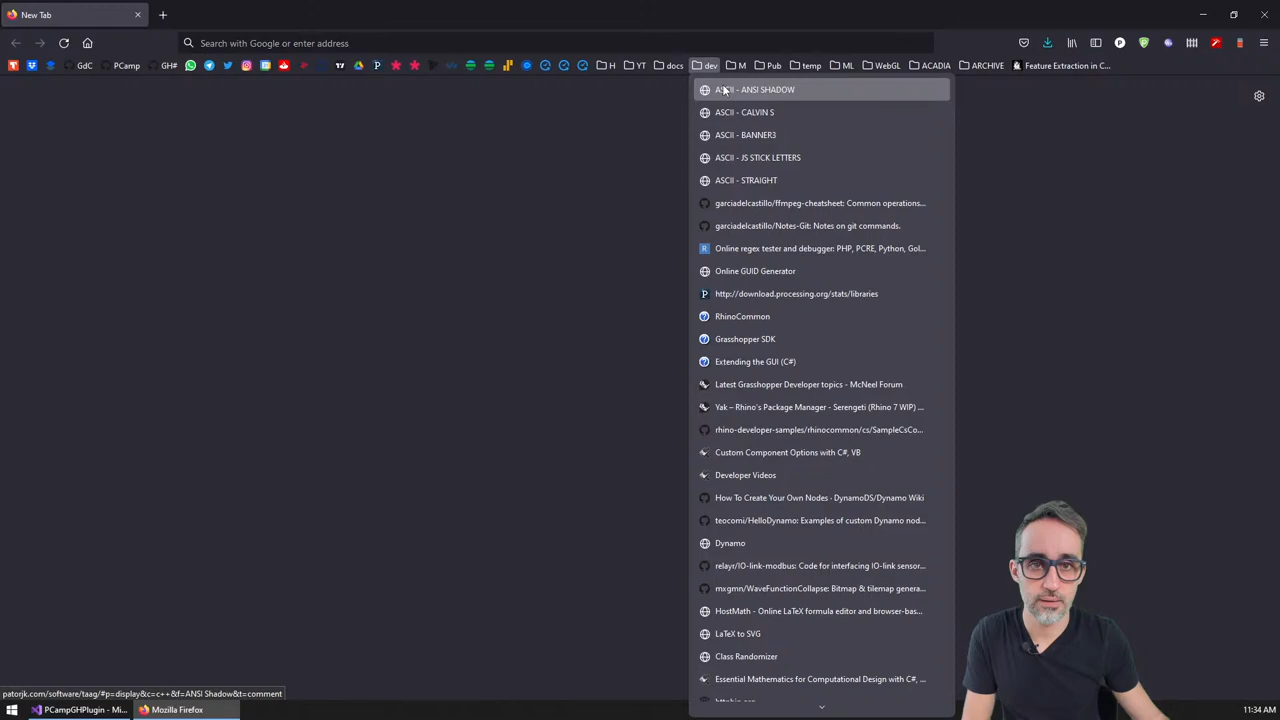 New Tab
Search with Google or enter address
GdC
PCamp
GH#
H
YT
docs
dev
M
Pub
temp
ML
WebGL
ACADIA
ARCHIVE
Feature Extraction in C...
ASCII - ANSI SHADOW
ASCII - CALVIN S
ASCII - BANNER3
ASCII - JS STICK LETTERS
ASCII - STRAIGHT
garciadelcastillo/ffmpeg-cheatsheet: Common operations...
garciadelcastillo/Notes-Git: Notes on git commands.
Online regex tester and debugger: PHP, PCRE, Python, Gol...
Online GUID Generator
http://download.processing.org/stats/libraries
RhinoCommon
Grasshopper SDK
Extending the GUI (C#)
Latest Grasshopper Developer topics - McNeel Forum
Yak – Rhino's Package Manager - Serengeti (Rhino 7 WIP) ...
rhino-developer-samples/rhinocommon/cs/SampleCsCo...
Custom Component Options with C#, VB
Developer Videos
How To Create Your Own Nodes · DynamoDS/Dynamo Wiki
teocomi/HelloDynamo: Examples of custom Dynamo nod...
Dynamo
relayr/IO-link-modbus: Code for interfacing IO-link sensor...
mxgmn/WaveFunctionCollapse: Bitmap & tilemap genera...
HostMath - Online LaTeX formula editor and browser-bas...
LaTeX to SVG
Class Randomizer
Essential Mathematics for Computational Design with C#, ...
patorjk.com/software/taag/#p=display&c=c++&f=ANSI Shadow&t=comment
PCampGHPlugin - Mi...
Mozilla Firefox
11:34 AM